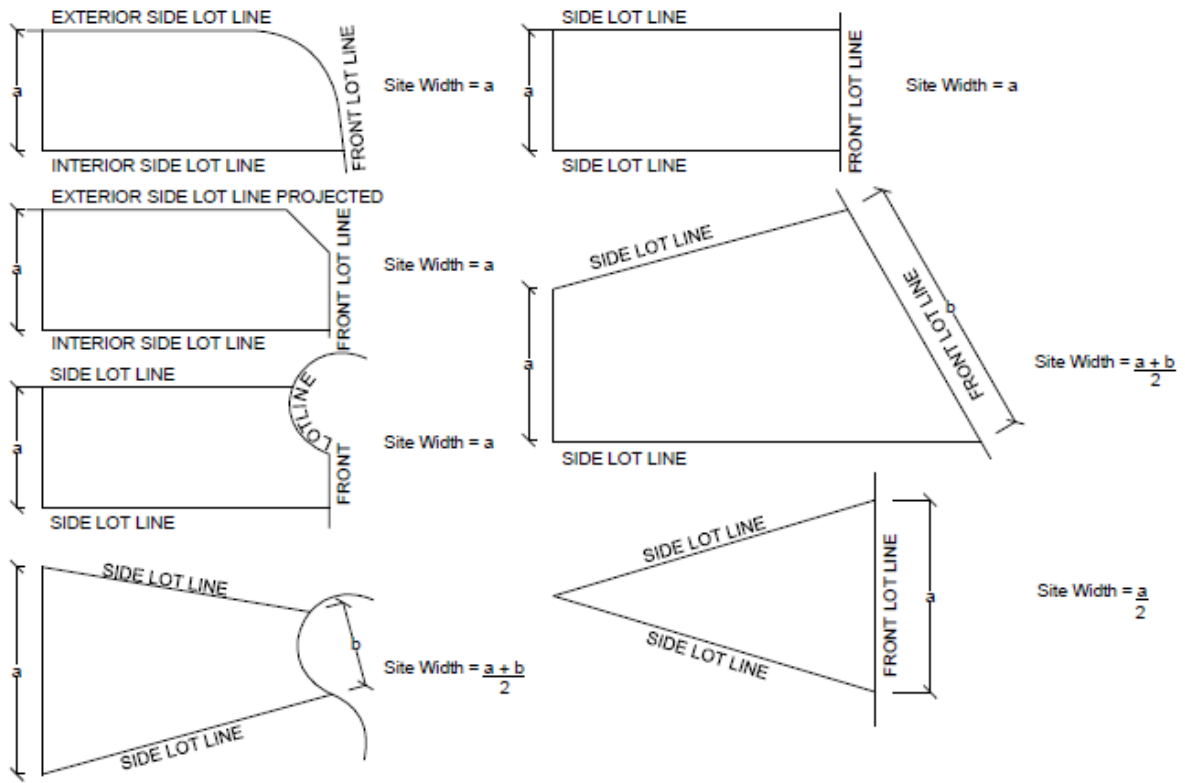 EXTERIOR SIDE LOT LINE
a
FRONT LOT LINE
Site Width = a
INTERIOR SIDE LOT LINE
EXTERIOR SIDE LOT LINE PROJECTED
a
FRONT LOT LINE
Site Width = a
INTERIOR SIDE LOT LINE
SIDE LOT LINE
a
LOTLINE
FRONT
Site Width = a
SIDE LOT LINE
SIDE LOT LINE
a
b
Site Width = a + b
2
SIDE LOT LINE
SIDE LOT LINE
a
FRONT LOT LINE
Site Width = a
SIDE LOT LINE
SIDE LOT LINE
a
b
FRONT LOT LINE
Site Width = a + b
2
SIDE LOT LINE
SIDE LOT LINE
FRONT LOT LINE
a
Site Width = a
2
SIDE LOT LINE